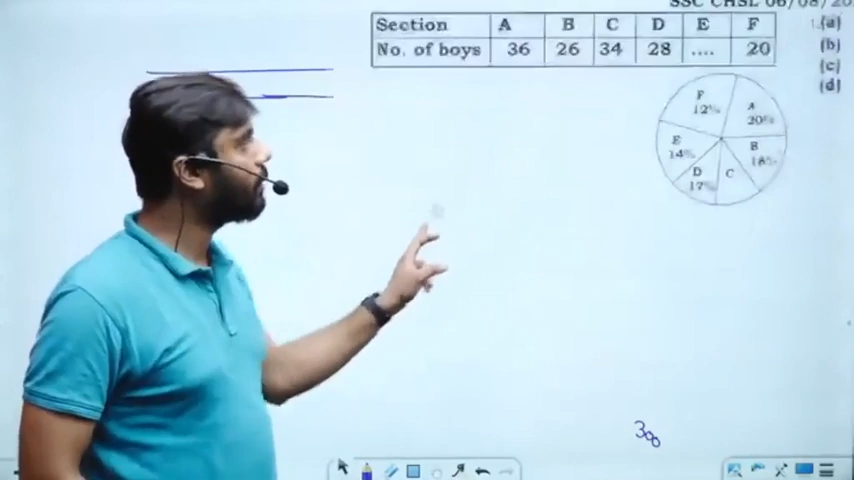 SSC CHSL 06/08/20
Section A B C D E F
No. of boys 36 26 34 28 .... 20
(a)
(b)
(c)
(d)
F
12%
A
20%
E
14%
B
18%
D
17%
C
300